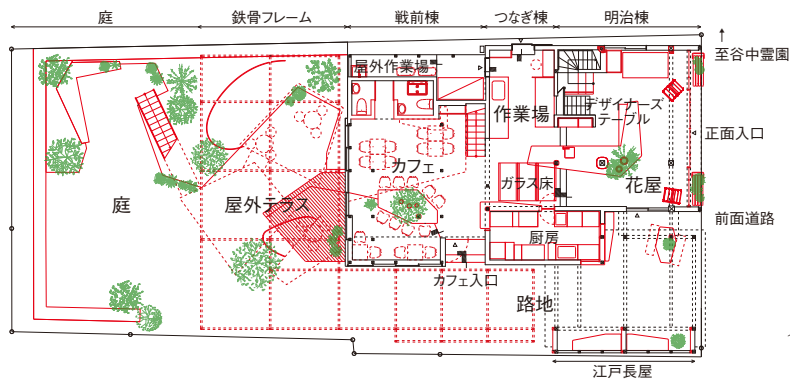 庭
鉄骨フレーム
戦前棟
つなぎ棟
明治棟
至谷中霊園
屋外作業場
作業場
デザイナーズ
テーブル
正面入口
カフェ
ガラス床
花屋
庭
屋外テラス
前面道路
厨房
カフェ入口
路地
江戸長屋